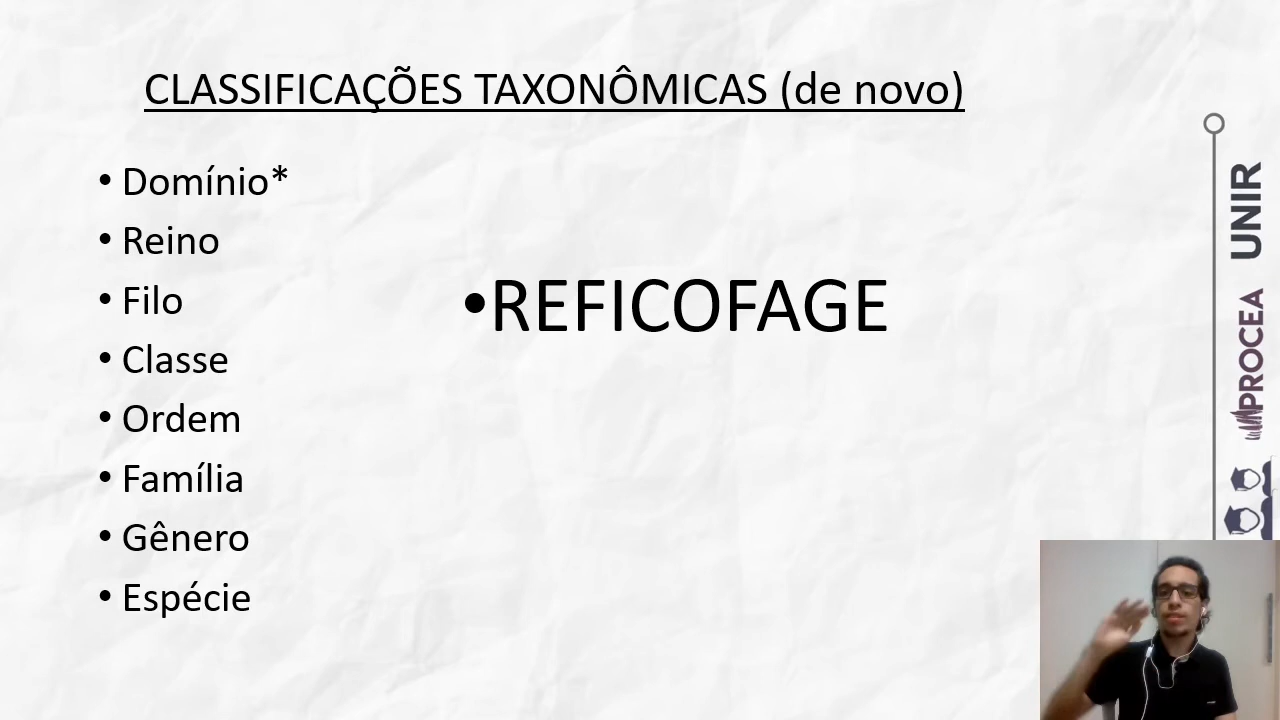 CLASSIFICAÇÕES TAXONÔMICAS (de novo)
• Domínio*
• Reino
• Filo
• Classe
• Ordem
• Família
• Gênero
• Espécie
•REFICOFAGE
UNIR
PROCEA